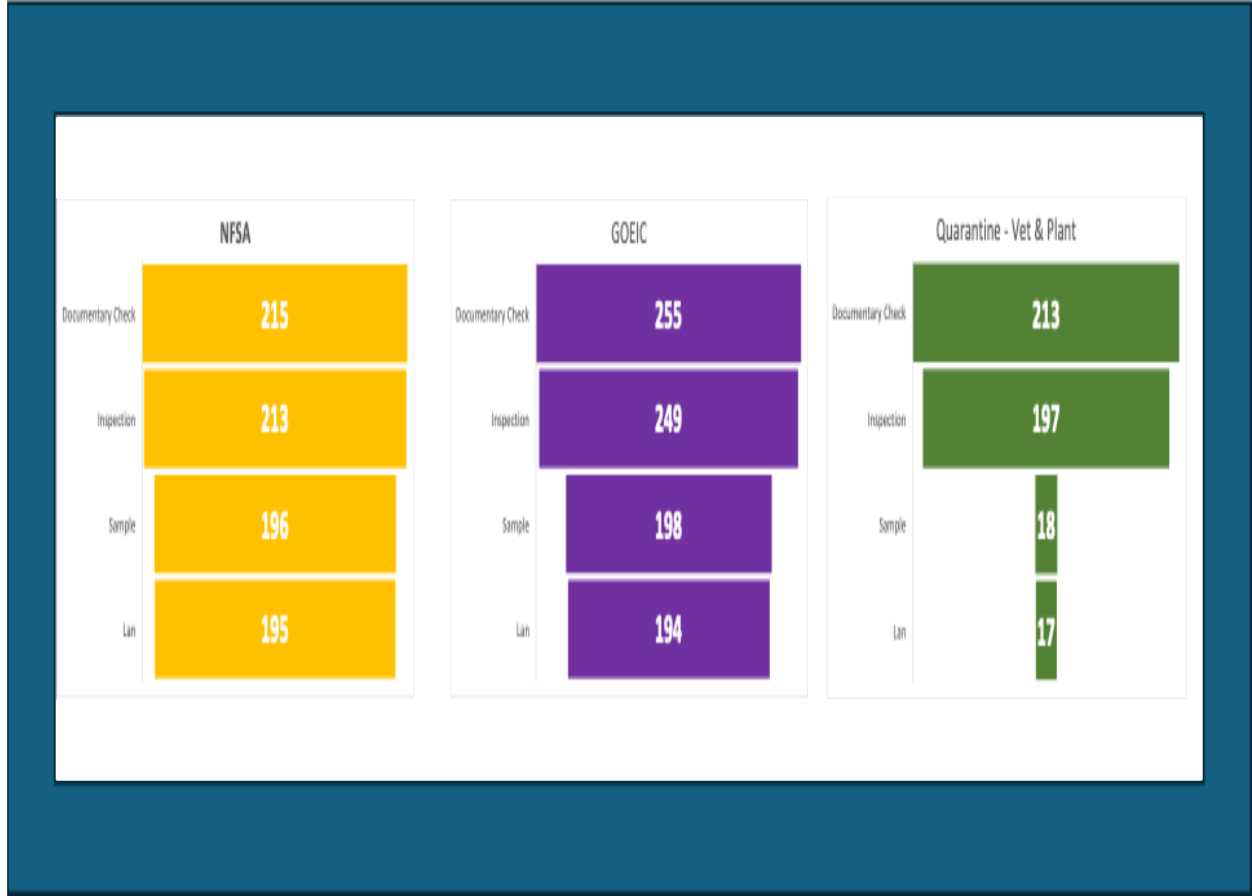 NFSA
Documentary Check 215
Inspection 213
Sample 196
Lan 195
GOEIC
Documentary Check 255
Inspection 249
Sample 198
Lan 194
Quarantine - Vet & Plant
Documentary Check 213
Inspection 197
Sample 18
Lan 17